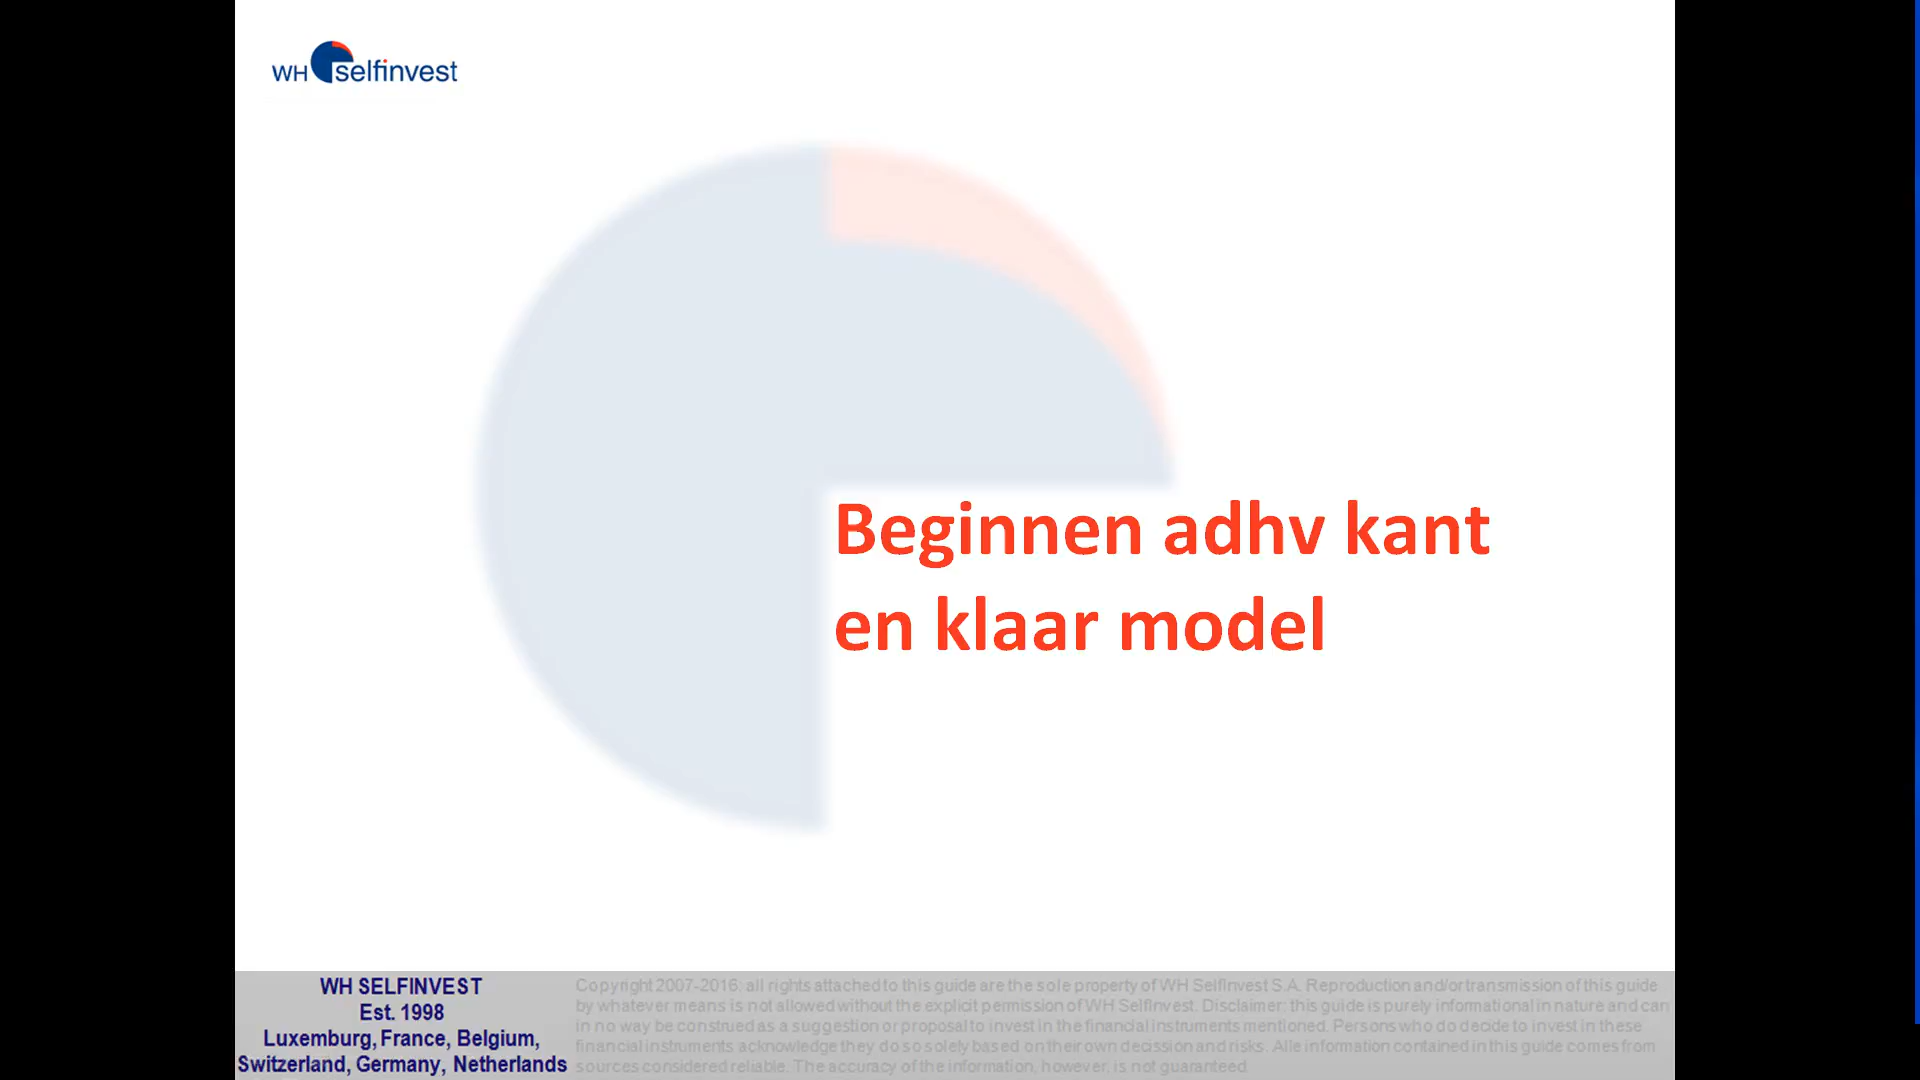 WH selfinvest
Beginnen adhv kant
en klaar model
WH SELFINVEST
Est. 1998
Luxemburg, France, Belgium,
Switzerland, Germany, Netherlands
Copyright 2007-2016: all rights attached to this guide are the sole property of WH SelfInvest S.A. Reproduction and/or transmission of this guide
by whatever means is not allowed without the explicit permission of WH SelfInvest. Disclaimer: this guide is purely informational in nature and can
in no way be construed as a suggestion or proposal to invest in the financial instruments mentioned. Persons who do decide to invest in these
financial instruments acknowledge they do so solely based on their own decission and risks. Alle information contained in this guide comes from
sources considered reliable. The accuracy of the information, however, is not guaranteed.